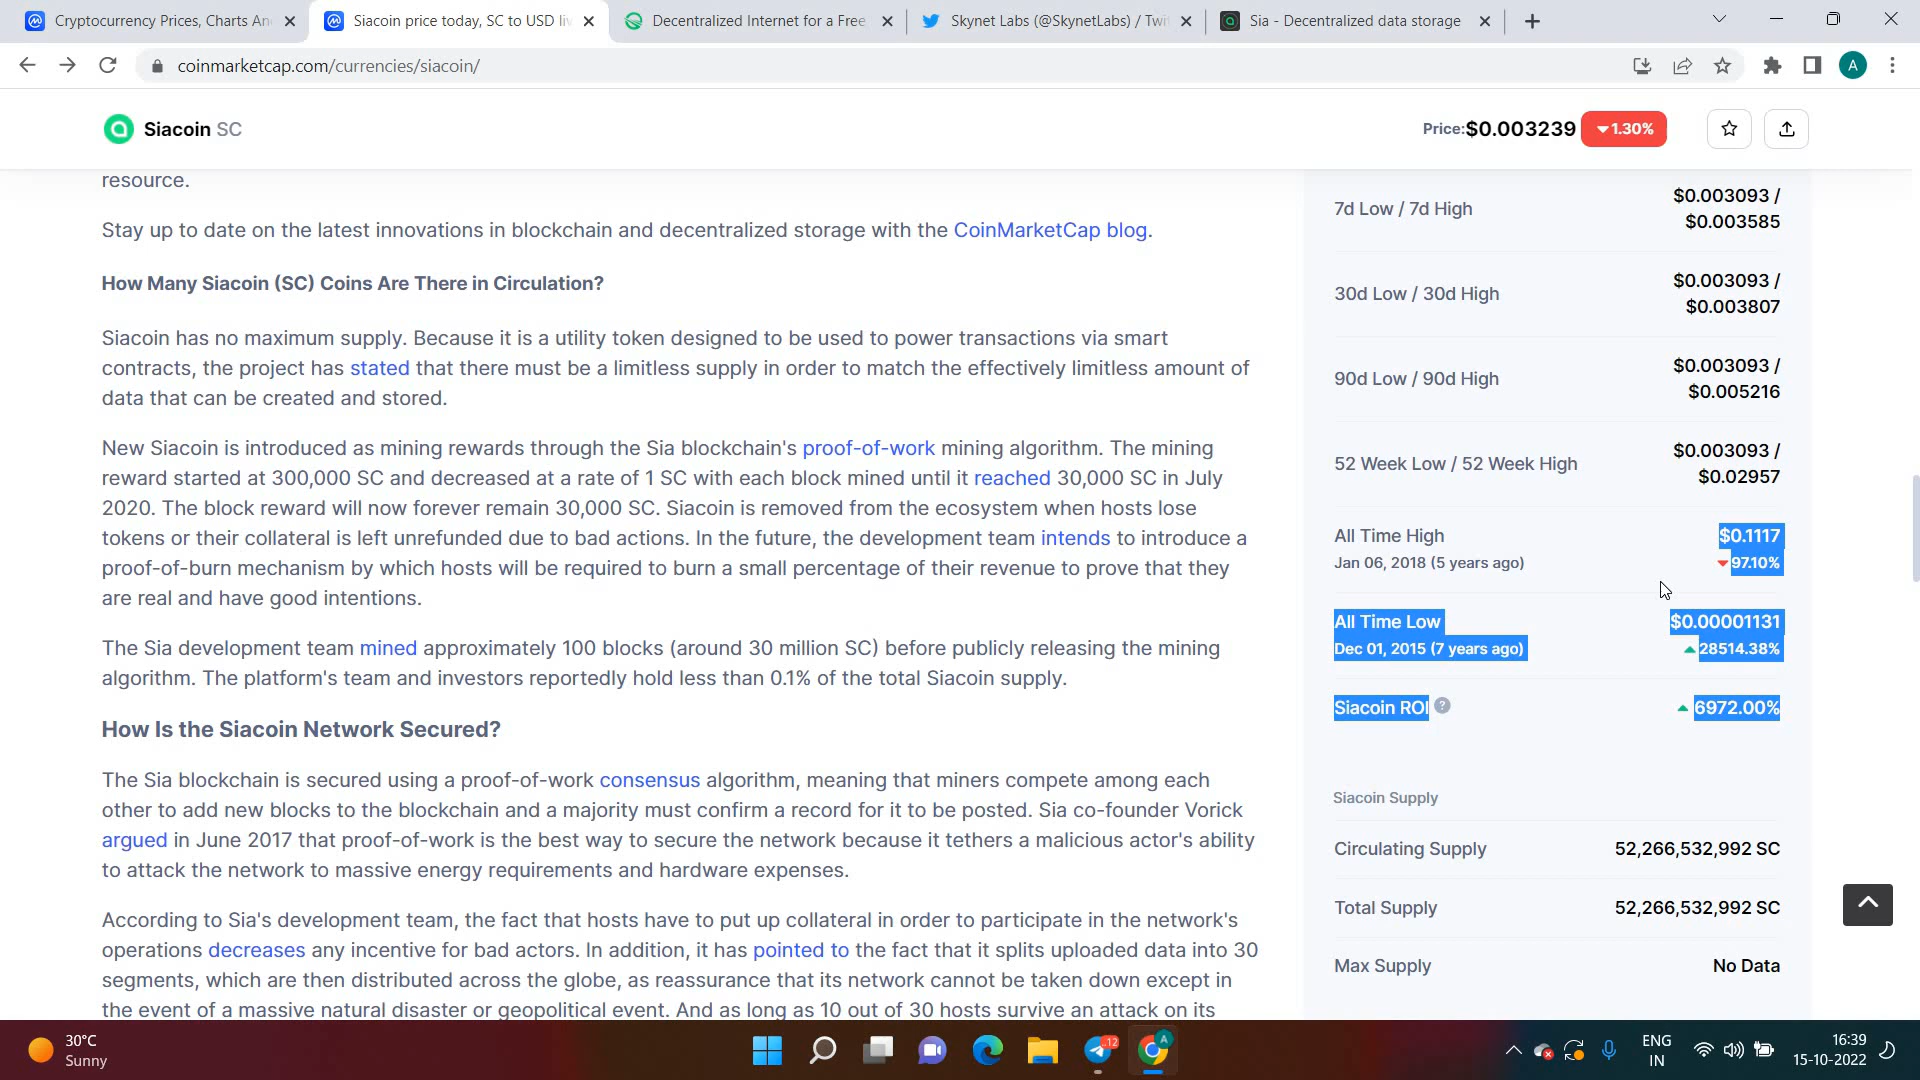 Cryptocurrency Prices, Charts An
Siacoin price today, SC to USD li
Decentralized Internet for a Free
Skynet Labs (@SkynetLabs) / Twi
Sia - Decentralized data storage
coinmarketcap.com/currencies/siacoin/
A
Siacoin SC
Price:$0.003239 1.30%
resource.
Stay up to date on the latest innovations in blockchain and decentralized storage with the CoinMarketCap blog.
How Many Siacoin (SC) Coins Are There in Circulation?
Siacoin has no maximum supply. Because it is a utility token designed to be used to power transactions via smart
contracts, the project has stated that there must be a limitless supply in order to match the effectively limitless amount of
data that can be created and stored.
New Siacoin is introduced as mining rewards through the Sia blockchain's proof-of-work mining algorithm. The mining
reward started at 300,000 SC and decreased at a rate of 1 SC with each block mined until it reached 30,000 SC in July
2020. The block reward will now forever remain 30,000 SC. Siacoin is removed from the ecosystem when hosts lose
tokens or their collateral is left unrefunded due to bad actions. In the future, the development team intends to introduce a
proof-of-burn mechanism by which hosts will be required to burn a small percentage of their revenue to prove that they
are real and have good intentions.
The Sia development team mined approximately 100 blocks (around 30 million SC) before publicly releasing the mining
algorithm. The platform's team and investors reportedly hold less than 0.1% of the total Siacoin supply.
How Is the Siacoin Network Secured?
The Sia blockchain is secured using a proof-of-work consensus algorithm, meaning that miners compete among each
other to add new blocks to the blockchain and a majority must confirm a record for it to be posted. Sia co-founder Vorick
argued in June 2017 that proof-of-work is the best way to secure the network because it tethers a malicious actor's ability
to attack the network to massive energy requirements and hardware expenses.
According to Sia's development team, the fact that hosts have to put up collateral in order to participate in the network's
operations decreases any incentive for bad actors. In addition, it has pointed to the fact that it splits uploaded data into 30
segments, which are then distributed across the globe, as reassurance that its network cannot be taken down except in
the event of a massive natural disaster or geopolitical event. And as long as 10 out of 30 hosts survive an attack on its
7d Low / 7d High
$0.003093 /
$0.003585
30d Low / 30d High
$0.003093 /
$0.003807
90d Low / 90d High
$0.003093 /
$0.005216
52 Week Low / 52 Week High
$0.003093 /
$0.02957
All Time High $0.1117
Jan 06, 2018 (5 years ago) 97.10%
All Time Low $0.00001131
Dec 01, 2015 (7 years ago) 28514.38%
Siacoin ROI ? 6972.00%
Siacoin Supply
Circulating Supply 52,266,532,992 SC
Total Supply 52,266,532,992 SC
Max Supply No Data
30°C
Sunny
12
A
ENG
IN
16:39
15-10-2022